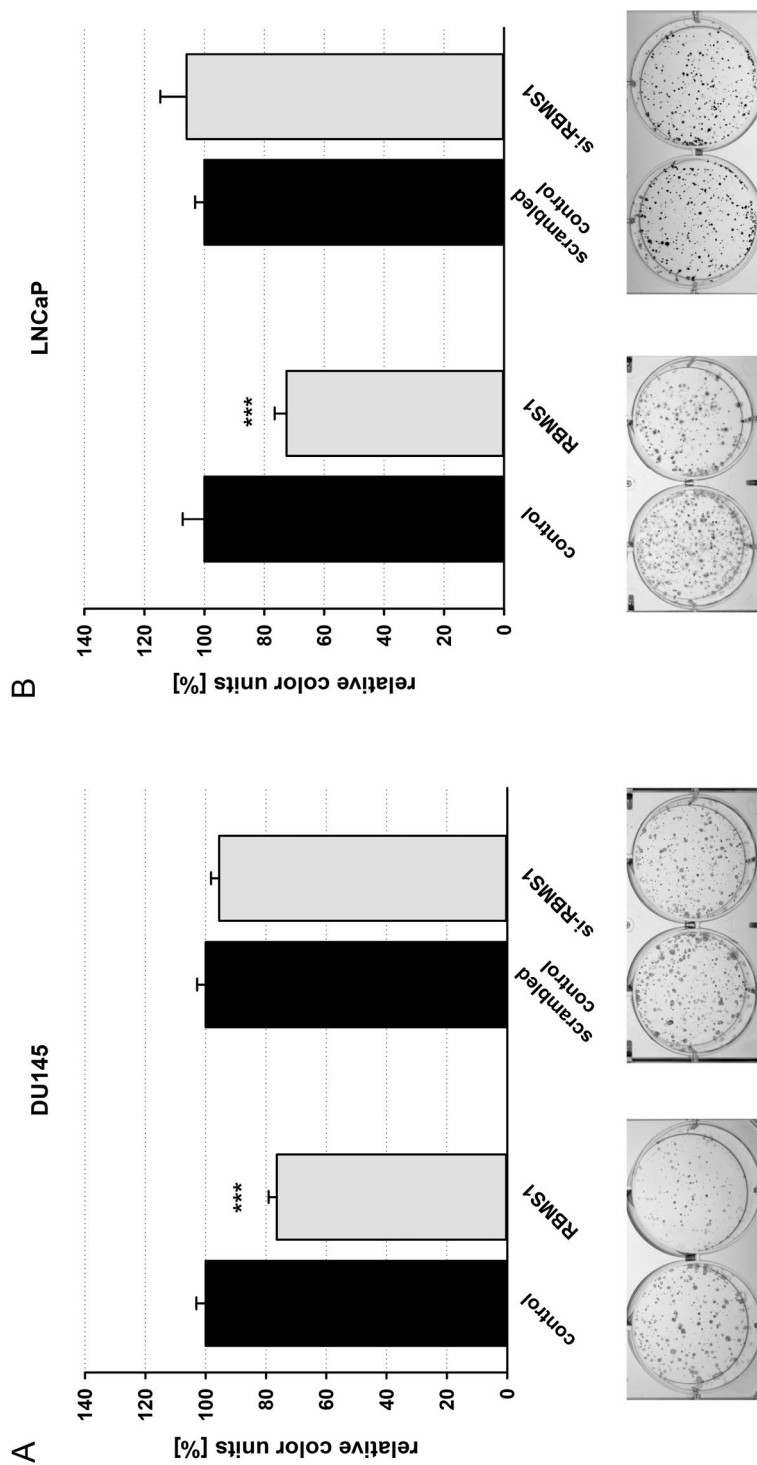 A
DU145
relative color units [%]
140
120
100
80
60
40
20
0
control
RBMS1
scrambled
control
si-RBMS1
***
B
LNCaP
relative color units [%]
140
120
100
80
60
40
20
0
control
RBMS1
scrambled
control
si-RBMS1
***